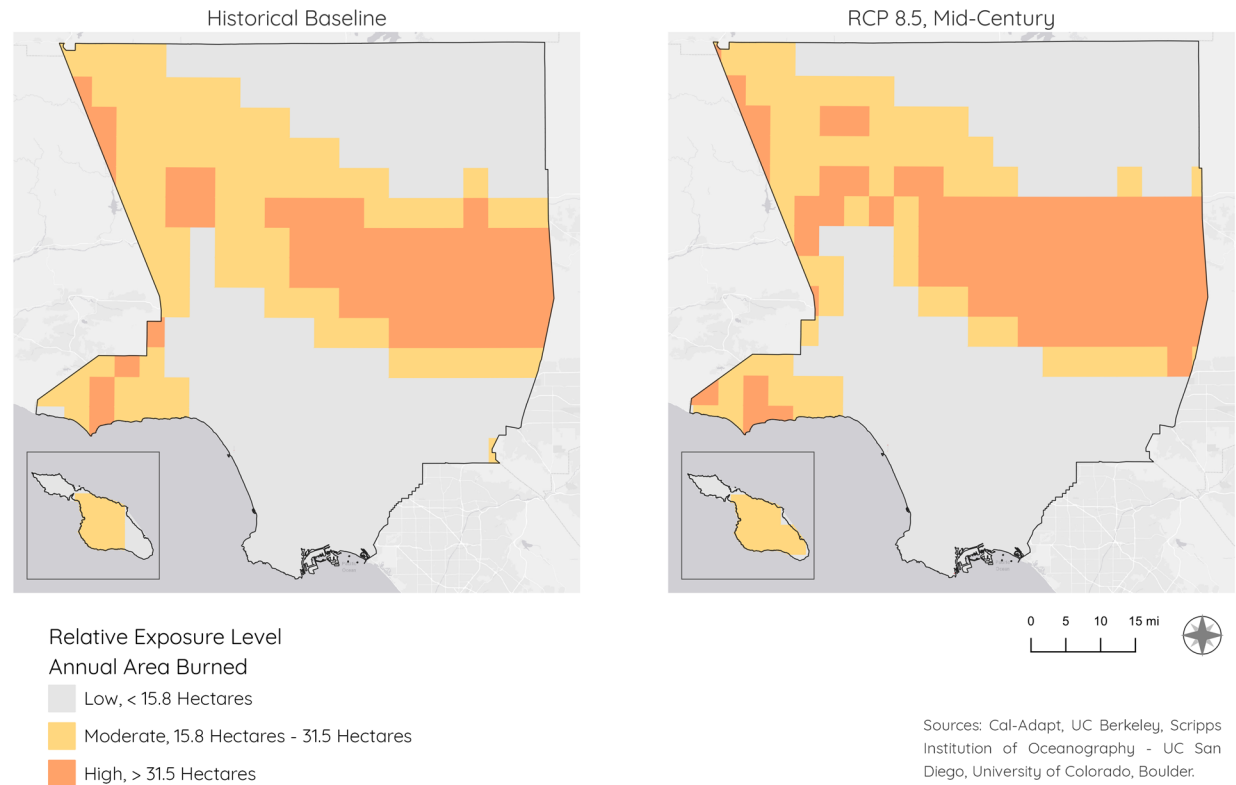 Historical Baseline
RCP 8.5, Mid-Century
Relative Exposure Level
Annual Area Burned
Low, < 15.8 Hectares
Moderate, 15.8 Hectares - 31.5 Hectares
High, > 31.5 Hectares
0 5 10 15 mi
Sources: Cal-Adapt, UC Berkeley, Scripps
Institution of Oceanography - UC San
Diego, University of Colorado, Boulder.